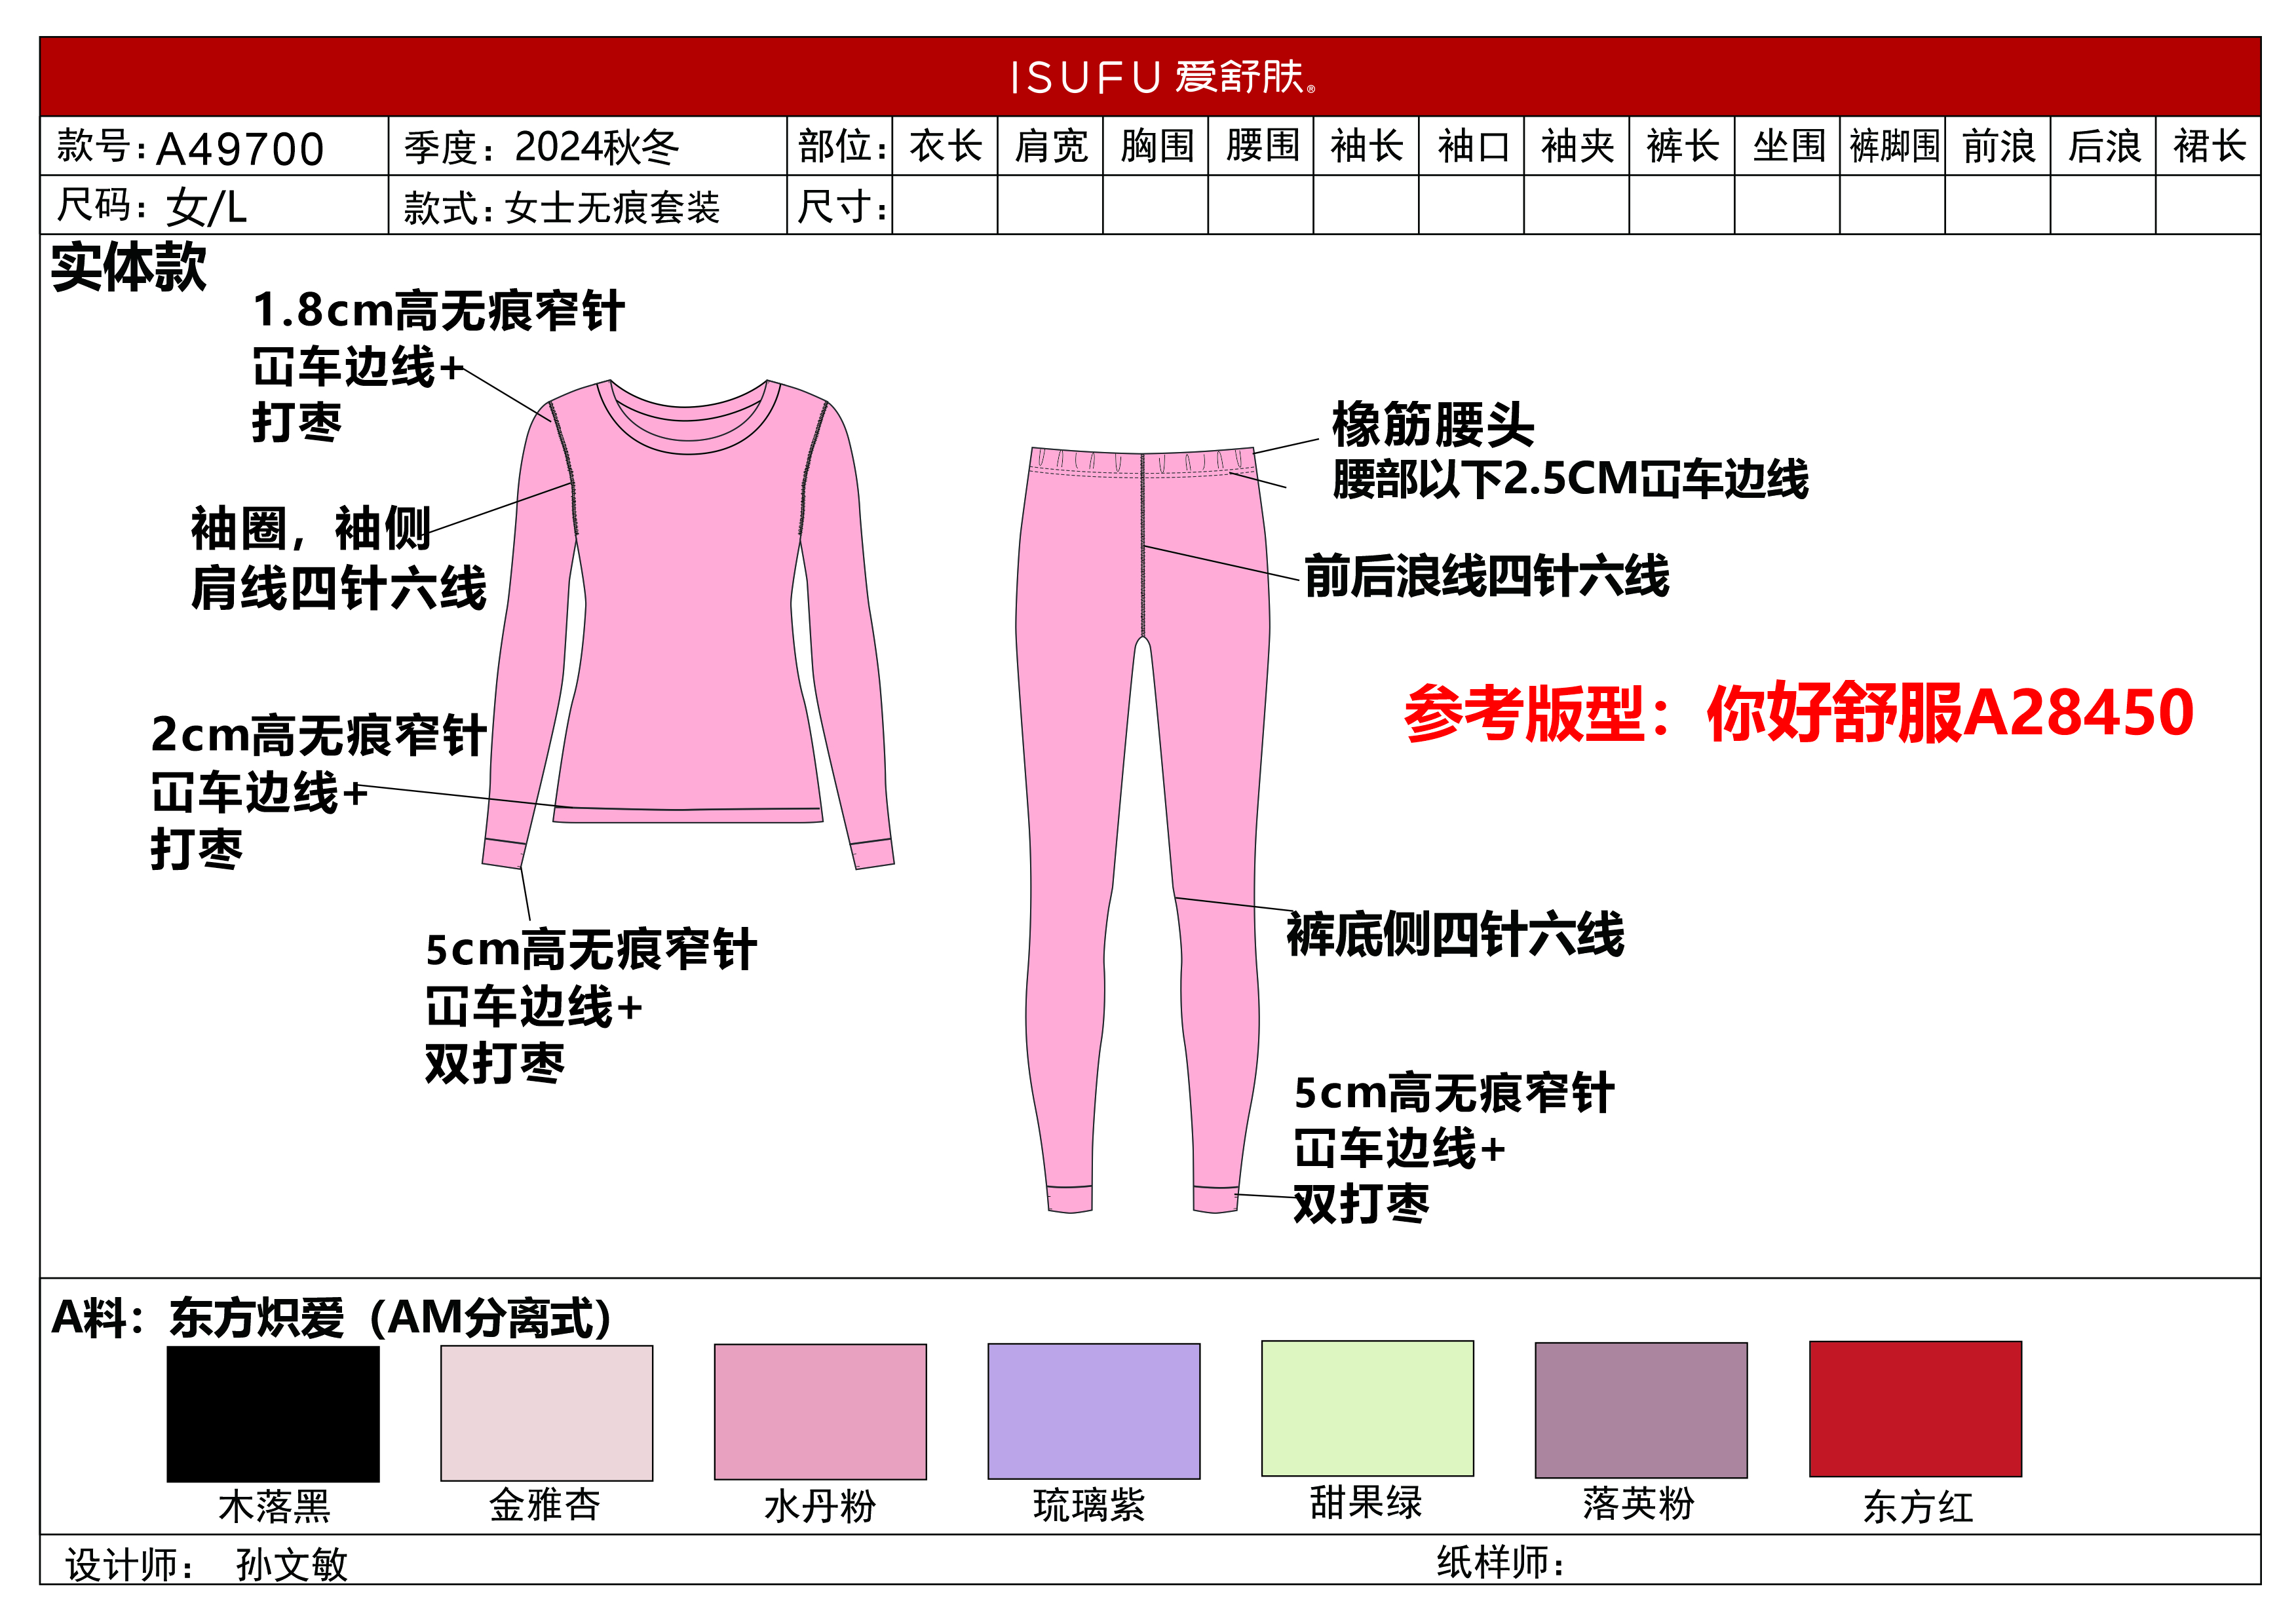 ISUFU 爱舒肤®
款号: A49700 季度: 2024秋冬 部位: 衣长 肩宽 胸围 腰围 袖长 袖口 袖夹 裤长 坐围 裤脚围 前浪 后浪 裙长
尺码: 女/L 款式: 女士无痕套装 尺寸:
实体款
1.8cm高无痕窄针
冚车边线+
打枣
袖圈，袖侧
肩线四针六线
2cm高无痕窄针
冚车边线+
打枣
5cm高无痕窄针
冚车边线+
双打枣
橡筋腰头
腰部以下2.5CM冚车边线
前后浪线四针六线
参考版型：你好舒服A28450
裤底侧四针六线
5cm高无痕窄针
冚车边线+
双打枣
A料：东方炽爱（AM分离式）
木落黑 金雅杏 水丹粉 琉璃紫 甜果绿 落英粉 东方红
设计师: 孙文敏 纸样师: